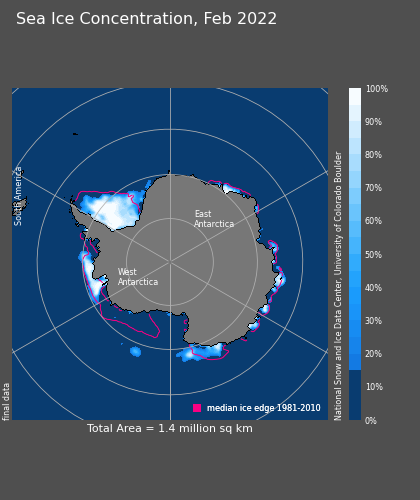 Sea Ice Concentration, Feb 2022
South America
East
Antarctica
West
Antarctica
median ice edge 1981-2010
final data
Total Area = 1.4 million sq km
National Snow and Ice Data Center, University of Colorado Boulder
100%
90%
80%
70%
60%
50%
40%
30%
20%
10%
0%